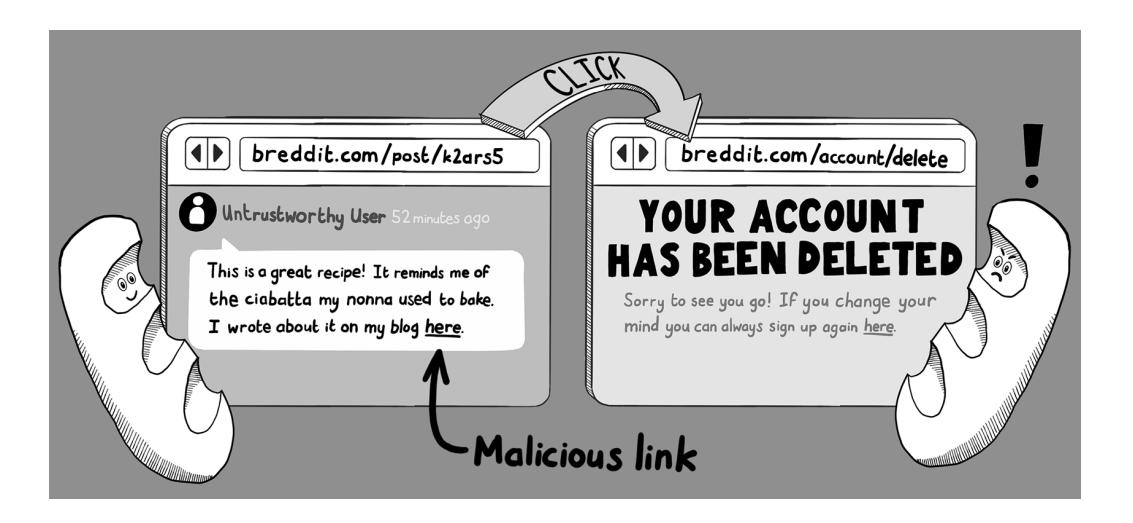 CLICK
breddit.com/post/k2ars5
Untrustworthy User 52 minutes ago
This is a great recipe! It reminds me of
the ciabatta my nonna used to bake.
I wrote about it on my blog here.
Malicious link
breddit.com/account/delete
YOUR ACCOUNT
HAS BEEN DELETED
Sorry to see you go! If you change your
mind you can always sign up again here.
!